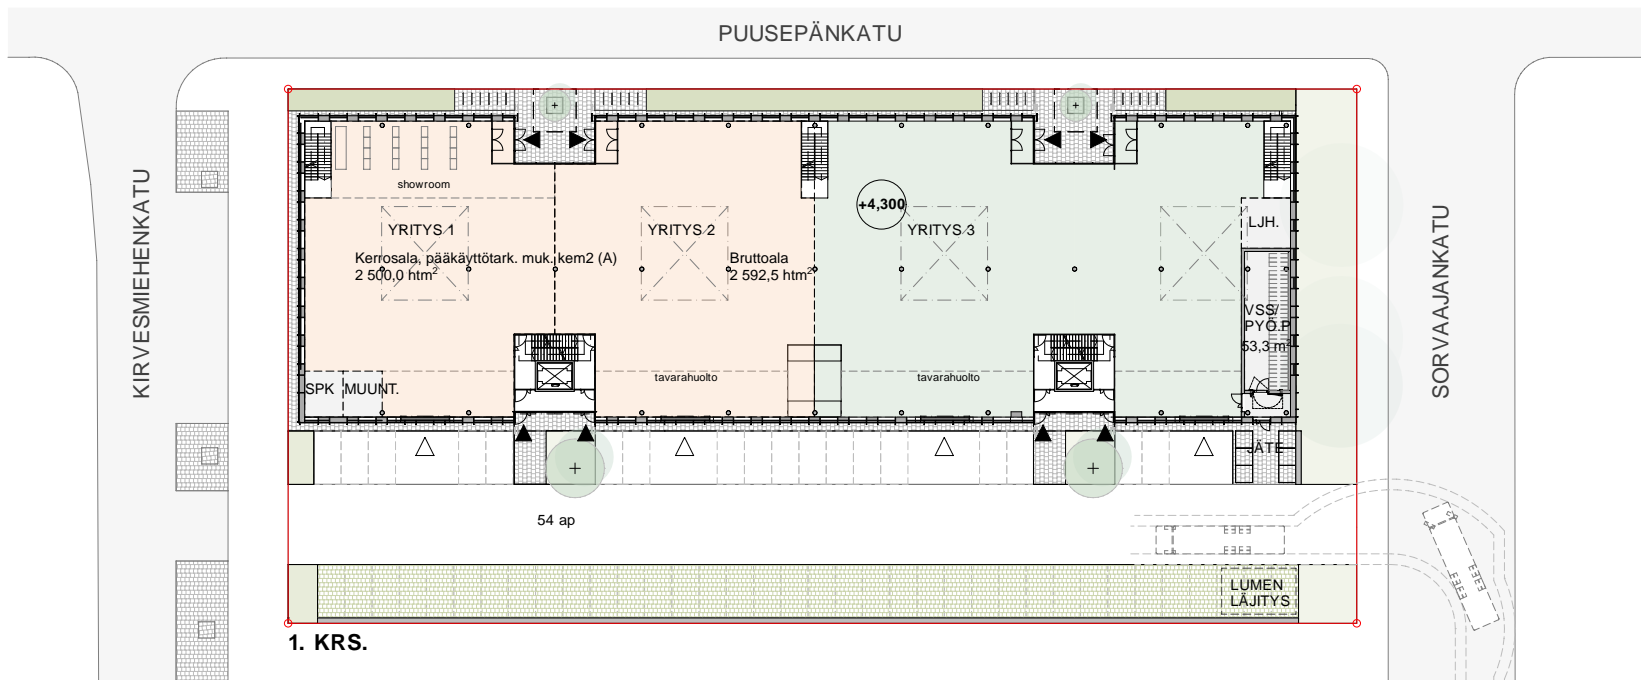 PUUSEPÄNKATU
KIRVESMIEHENKATU
SORVAAJANKATU
showroom
+4,300
YRITYS 1
YRITYS 2
YRITYS 3
LJH.
Kerrosala, pääkäyttötark. muk. kem2 (A)
2 500,0 htm²
Bruttoala
2 592,5 htm²
VSS/
PYÖ.P
53,3 m²
SPK
MUUNT.
tavarahuolto
tavarahuolto
JÄTE
54 ap
LUMEN
LÄJITYS
1. KRS.